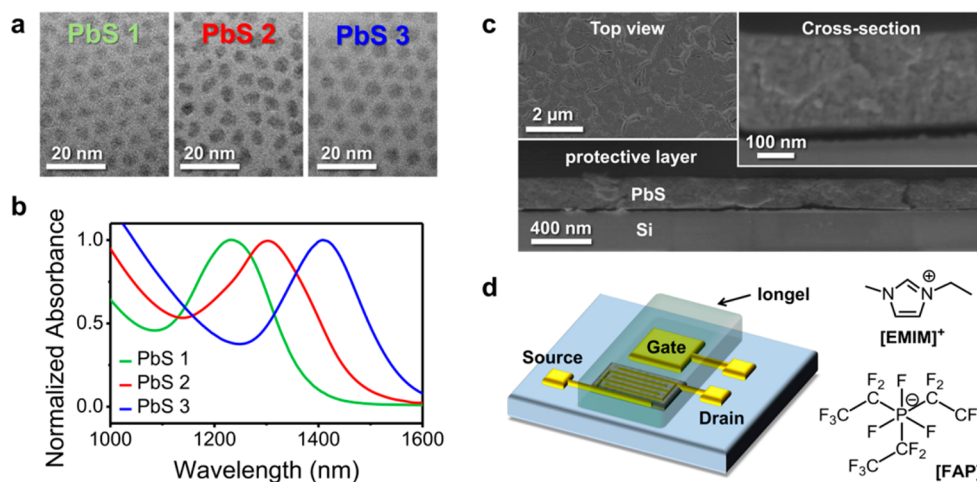 a
PbS 1
PbS 2
PbS 3
20 nm
20 nm
20 nm
b
Normalized Absorbance
1.0
0.5
0.0
PbS 1
PbS 2
PbS 3
1000
1200
1400
1600
Wavelength (nm)
c
Top view
2 µm
Cross-section
100 nm
protective layer
PbS
Si
400 nm
d
Iongel
Gate
Source
Drain
N
N
⊕
[EMIM]⁺
F₂
F
F₂
C
F
C
F₃C
P
⊖
CF
F
F
CF₂
F₃C
[FAP]